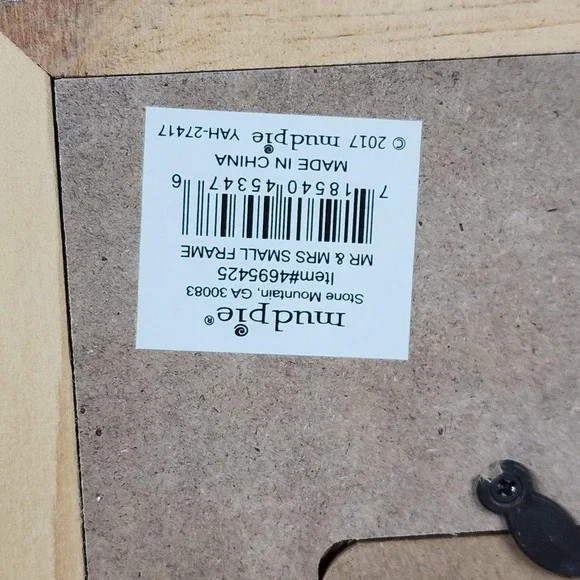 mudpie®
Stone Mountain, GA 30083
Item#4695425
MR & MRS SMALL FRAME
7 18540 45347 6
MADE IN CHINA
© 2017 mudpie YAH-27417